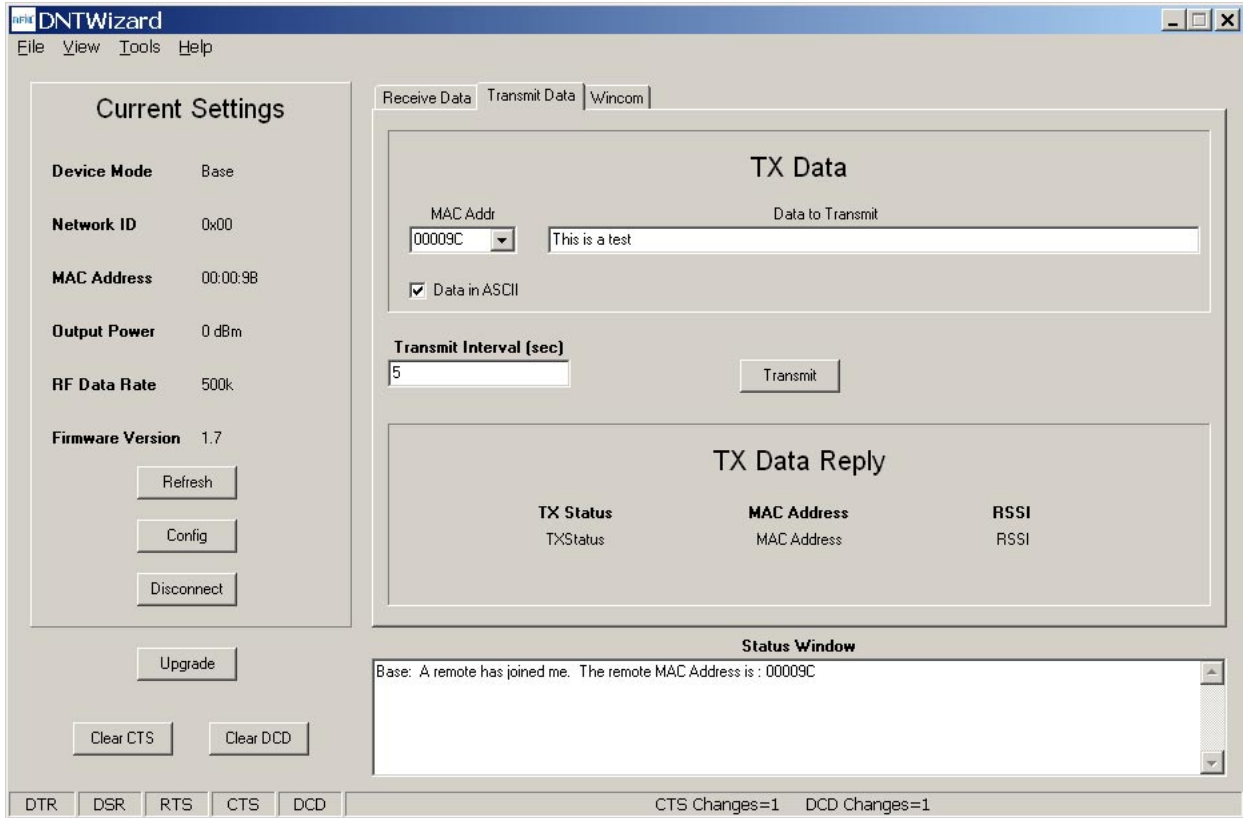 RFM DNTWizard
File View Tools Help
Current Settings
Device Mode Base
Network ID 0x00
MAC Address 00:00:9B
Output Power 0 dBm
RF Data Rate 500k
Firmware Version 1.7
Refresh
Config
Disconnect
Upgrade
Clear CTS Clear DCD
Receive Data Transmit Data Wincom
TX Data
MAC Addr Data to Transmit
00009C This is a test
Data in ASCII
Transmit Interval (sec)
5
Transmit
TX Data Reply
TX Status MAC Address RSSI
TXStatus MAC Address RSSI
Status Window
Base: A remote has joined me. The remote MAC Address is : 00009C
DTR DSR RTS CTS DCD CTS Changes=1 DCD Changes=1